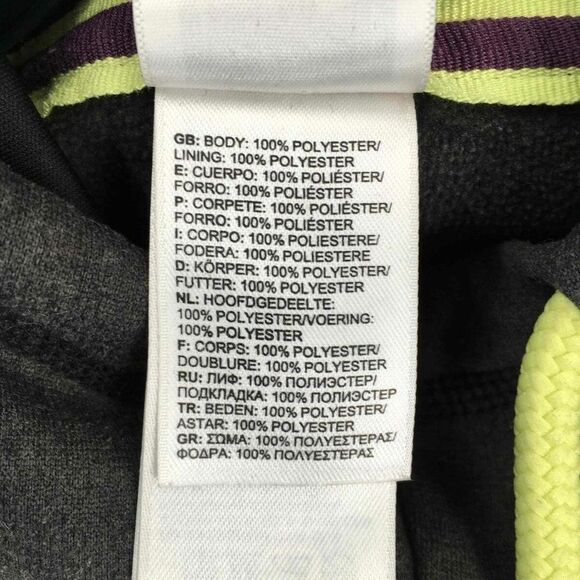 GB: BODY: 100% POLYESTER/
LINING: 100% POLYESTER
E: CUERPO: 100% POLIÉSTER/
FORRO: 100% POLIÉSTER
P: CORPETE: 100% POLIÉSTER/
FORRO: 100% POLIÉSTER
I: CORPO: 100% POLIESTERE/
FODERA: 100% POLIESTERE
D: KÖRPER: 100% POLYESTER/
FUTTER: 100% POLYESTER
NL: HOOFDGEDEELTE:
100% POLYESTER/VOERING:
100% POLYESTER
F: CORPS: 100% POLYESTER/
DOUBLURE: 100% POLYESTER
RU: ЛИФ: 100% ПОЛИЭСТЕР/
ПОДКЛАДКА: 100% ПОЛИЭСТЕР
TR: BEDEN: 100% POLYESTER/
ASTAR: 100% POLYESTER
GR: ΣΩΜΑ: 100% ΠΟΛΥΕΣΤΕΡΑΣ/
ΦΟΔΡΑ: 100% ΠΟΛΥΕΣΤΕΡΑΣ